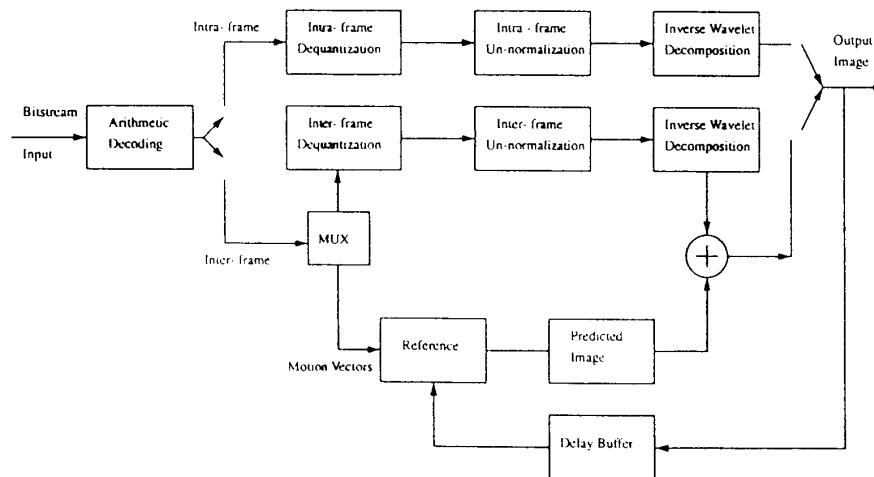 Intra- frame
Intra- frame
Dequantization
Intra - frame
Un-normalization
Inverse Wavelet
Decomposition
Output
Image
Bitstream
Input
Arithmetic
Decoding
Inter- frame
Dequantization
Inter- frame
Un-normalization
Inverse Wavelet
Decomposition
Inter- frame
MUX
+
Motion Vectors
Reference
Predicted
Image
Delay Buffer